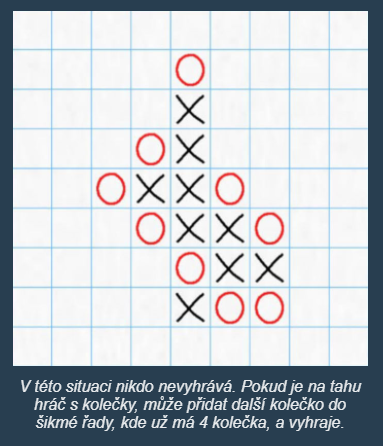 V této situaci nikdo nevyhrává. Pokud je na tahu
hráč s kolečky, může přidat další kolečko do
šikmé řady, kde už má 4 kolečka, a vyhraje.